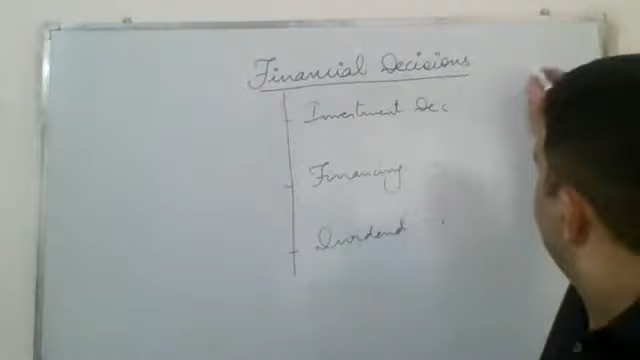 Financial Decisions
Investment Dec
Financing
Dividend